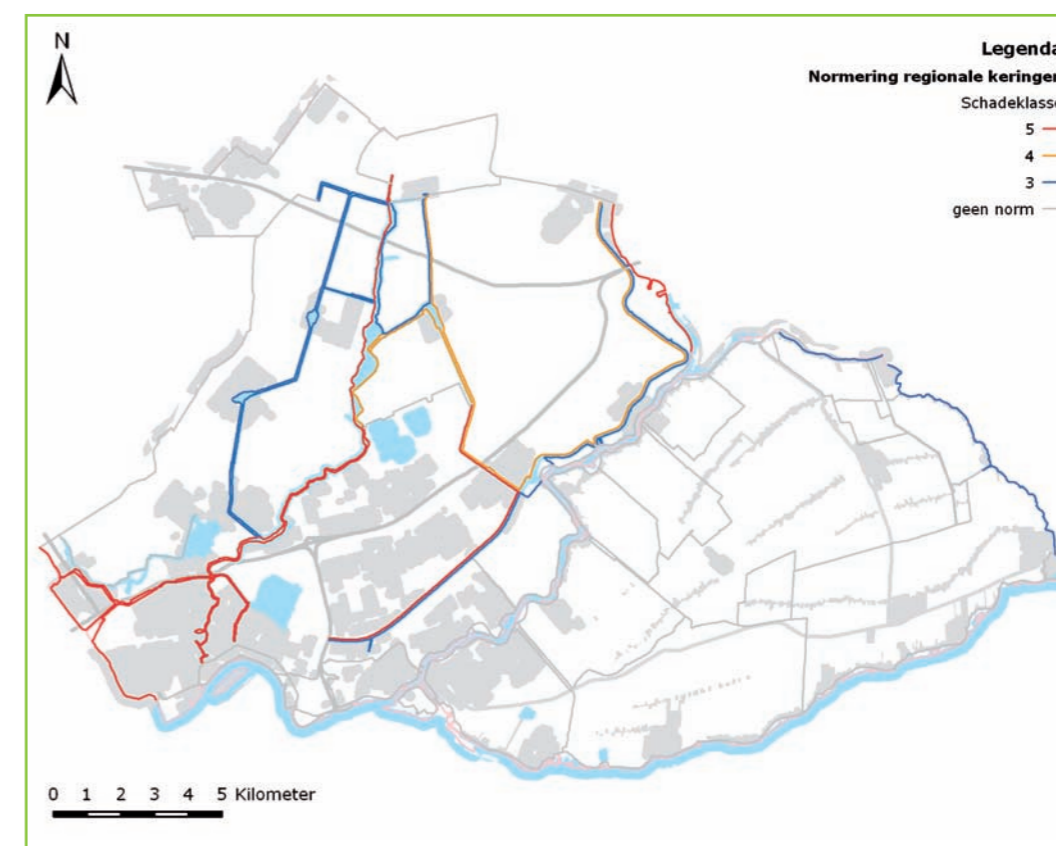 N
Legenda
Normering regionale keringen
Schadeklasse
5
4
3
geen norm
0 1 2 3 4 5 Kilometer